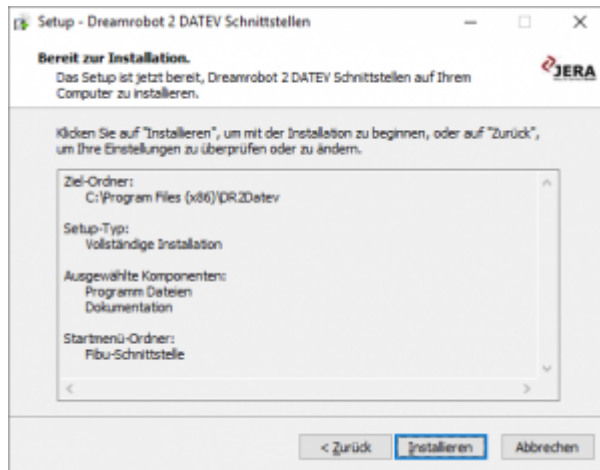 Setup - Dreamrobot 2 DATEV Schnittstellen
Bereit zur Installation.
Das Setup ist jetzt bereit, Dreamrobot 2 DATEV Schnittstellen auf Ihrem
Computer zu installieren.
JERA
Klicken Sie auf "Installieren", um mit der Installation zu beginnen, oder auf "Zurück",
um Ihre Einstellungen zu überprüfen oder zu ändern.
Ziel-Ordner:
C:\Program Files (x86)\DR2Datev
Setup-Typ:
Vollständige Installation
Ausgewählte Komponenten:
Programm Dateien
Dokumentation
Startmenü-Ordner:
Fibu-Schnittstelle
< Zurück
Installieren
Abbrechen